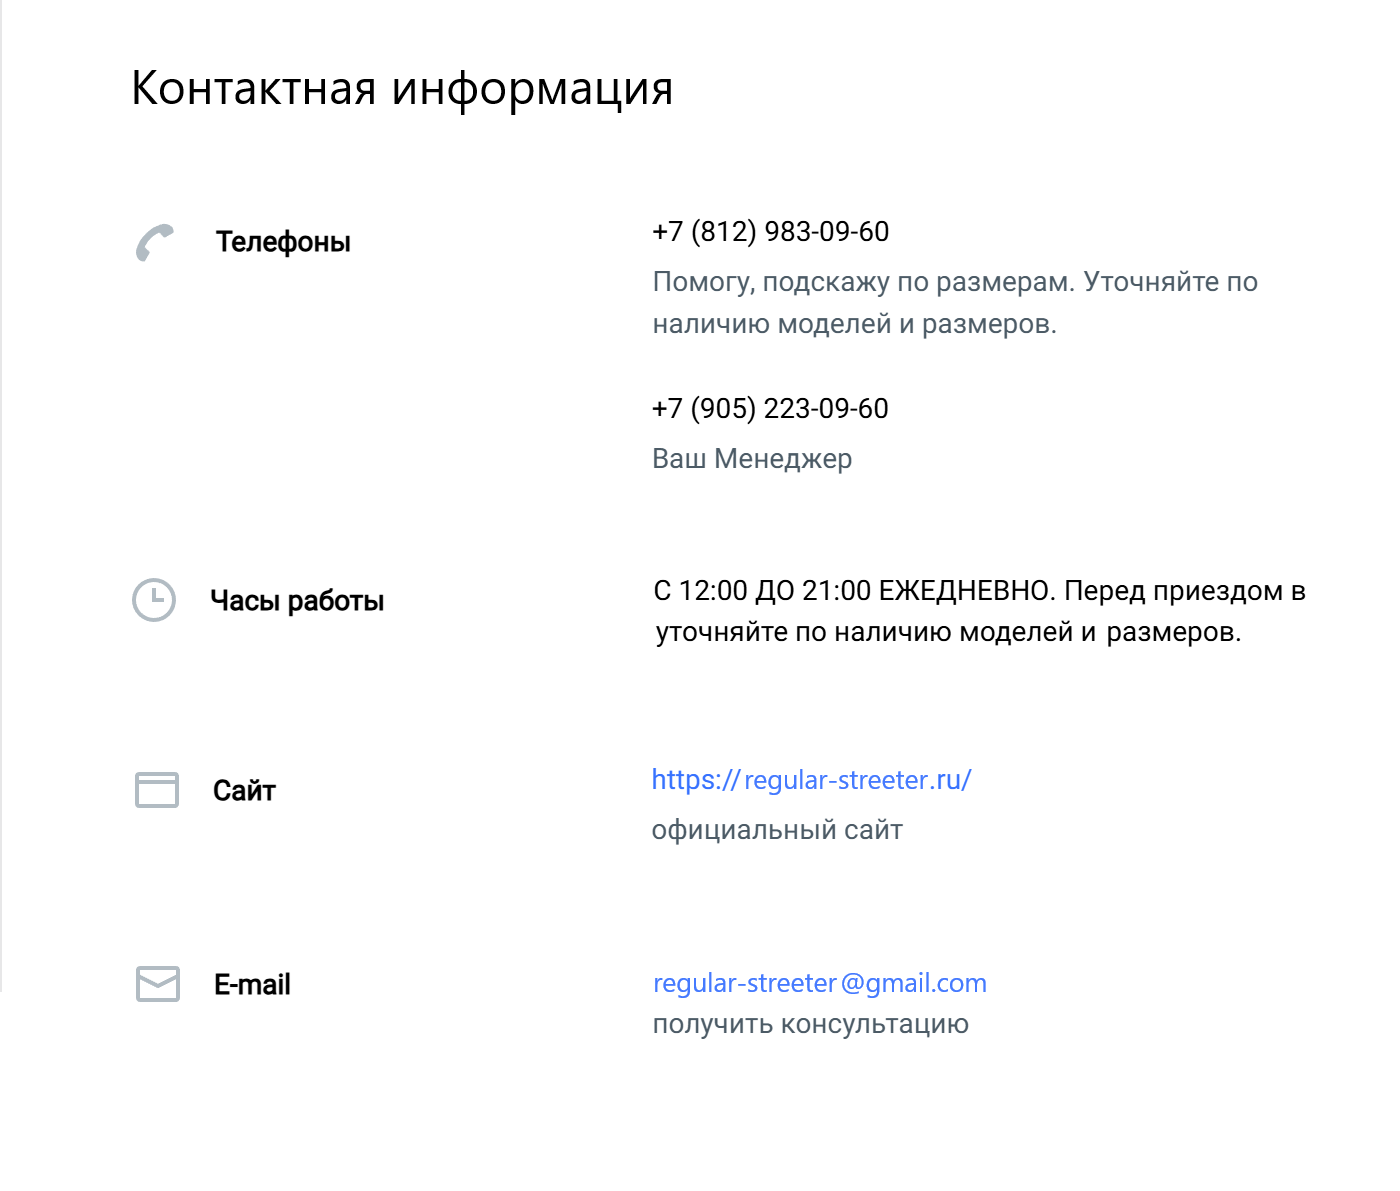 Контактная информация
Телефоны
+7 (812) 983-09-60
Помогу, подскажу по размерам. Уточняйте по
наличию моделей и размеров.
+7 (905) 223-09-60
Ваш Менеджер
Часы работы
С 12:00 ДО 21:00 ЕЖЕДНЕВНО. Перед приездом в
уточняйте по наличию моделей и размеров.
Сайт
https://regular-streeter.ru/
официальный сайт
E-mail
regular-streeter@gmail.com
получить консультацию